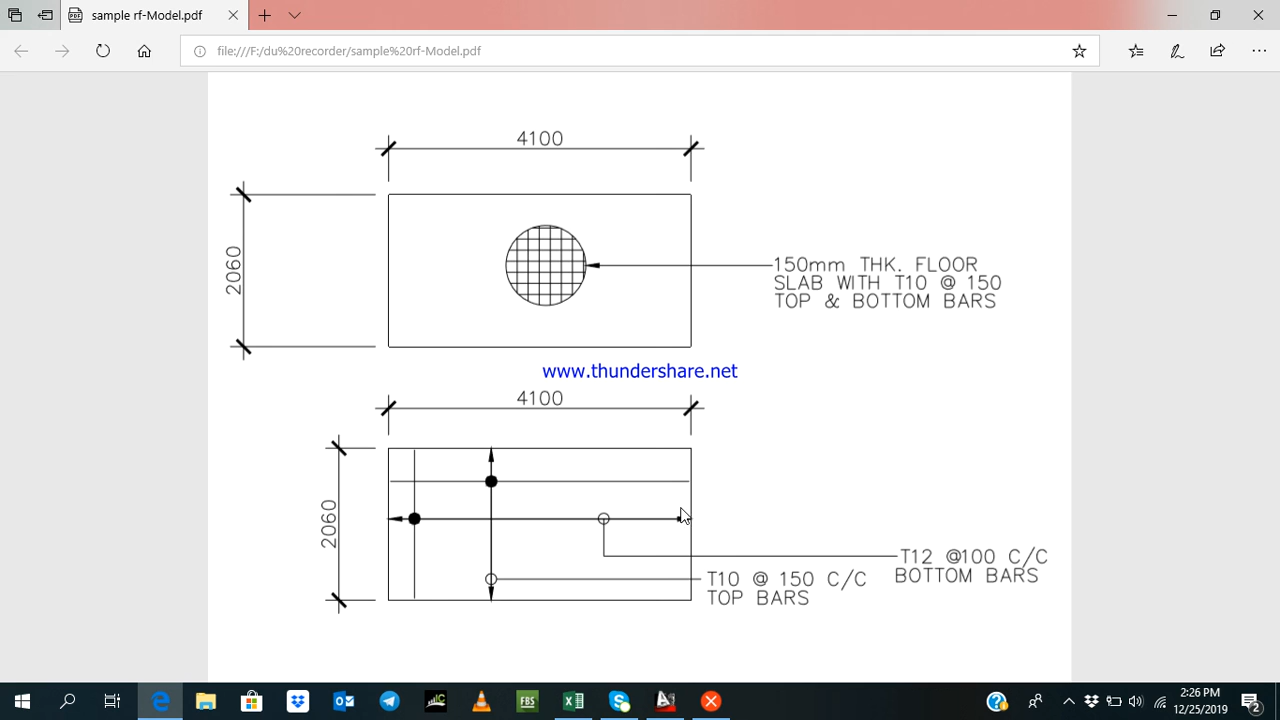 sample rf-Model.pdf
file:///F:/du%20recorder/sample%20rf-Model.pdf
4100
2060
150mm THK. FLOOR
SLAB WITH T10 @ 150
TOP & BOTTOM BARS
www.thundershare.net
4100
2060
T12 @100 C/C
BOTTOM BARS
T10 @ 150 C/C
TOP BARS
FBS
2:26 PM
12/25/2019
2